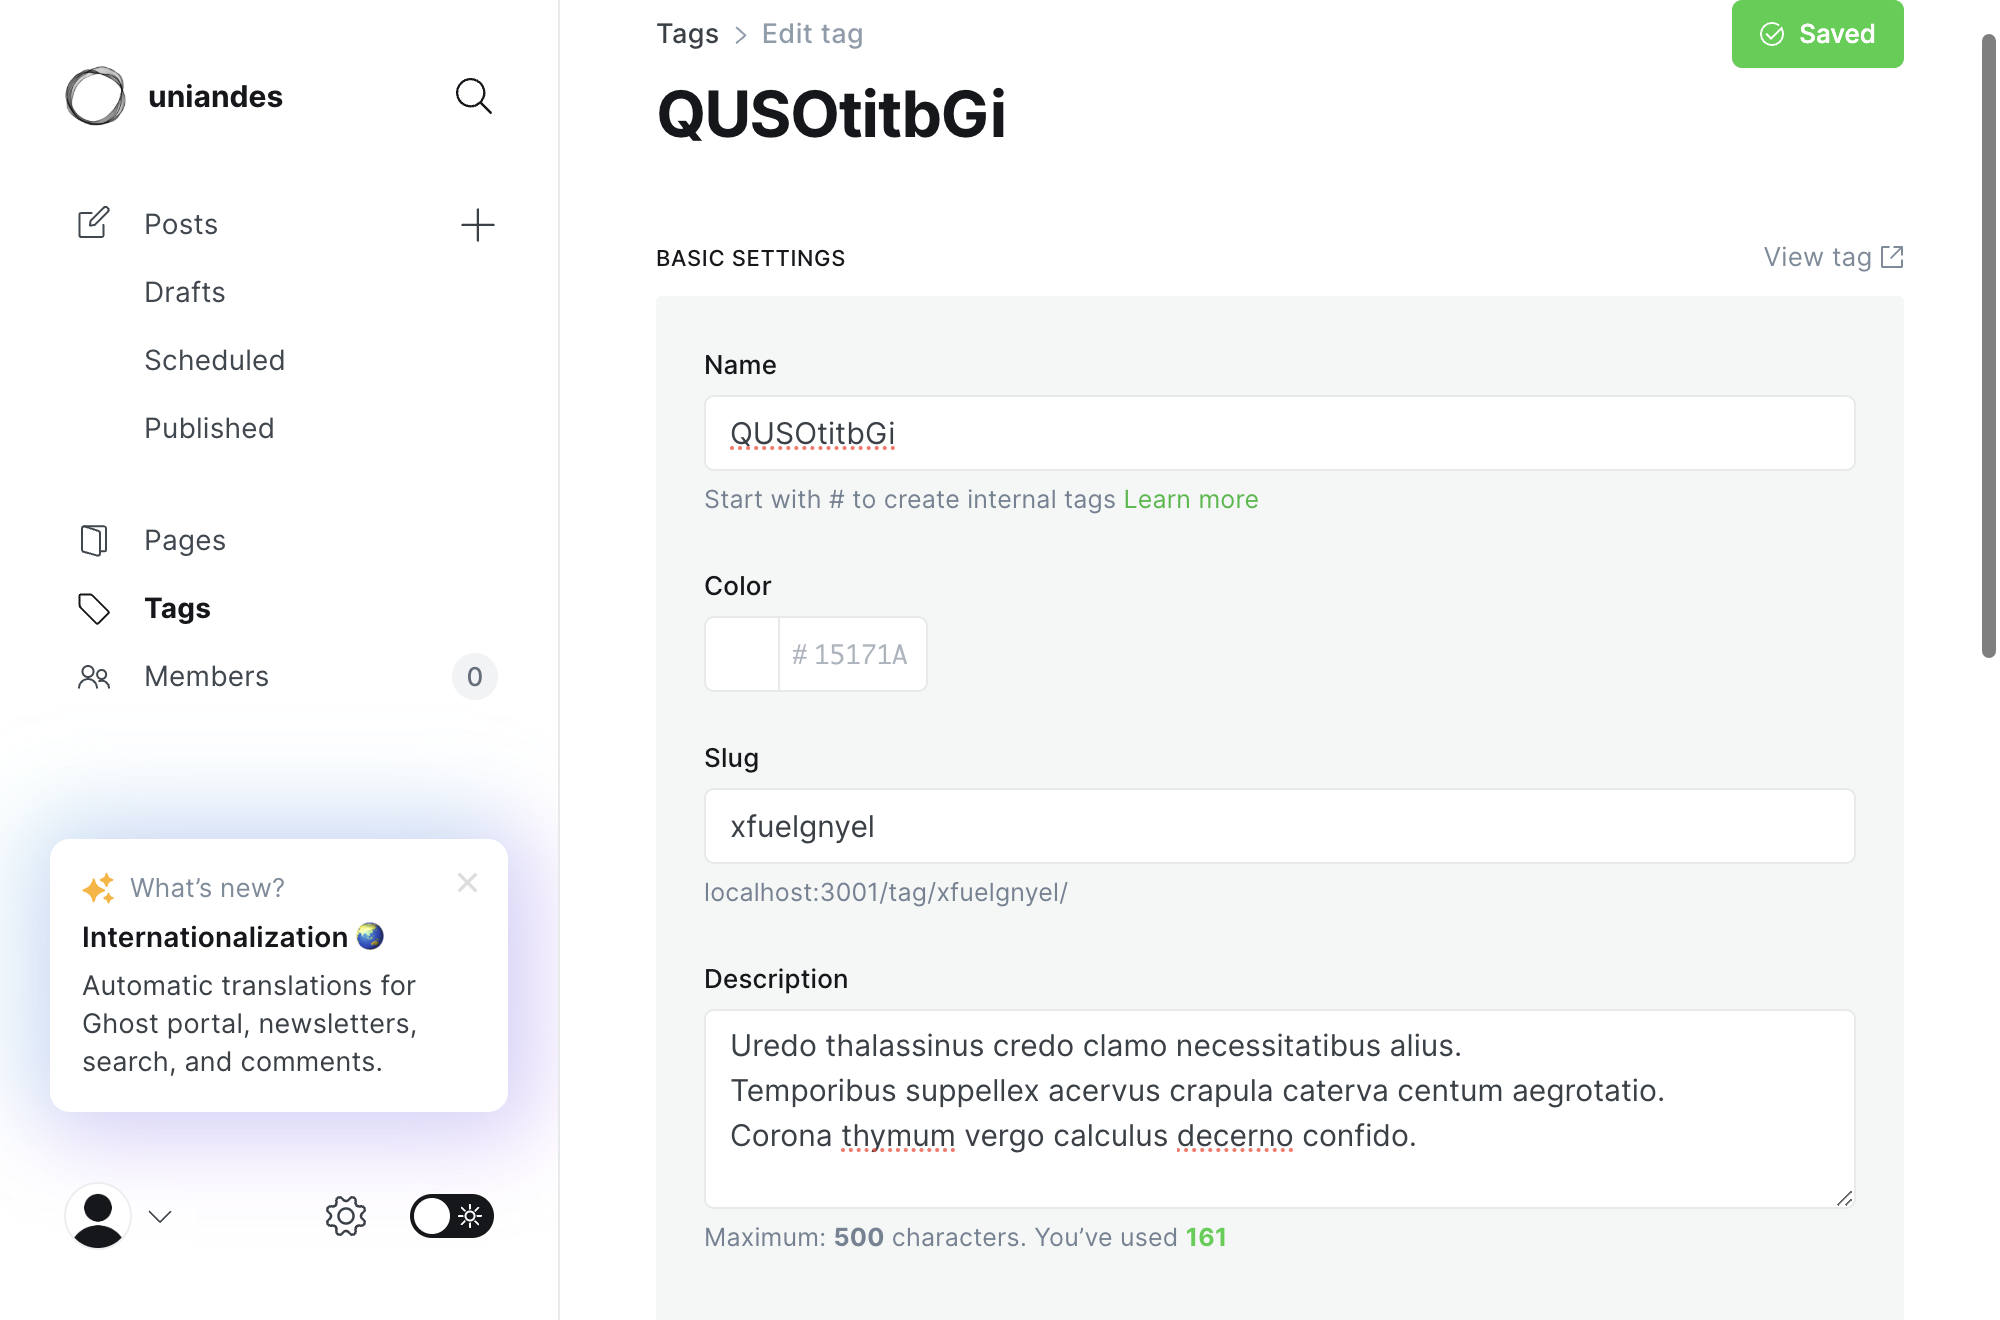 uniandes
Posts
Drafts
Scheduled
Published
Pages
Tags
Members 0
What’s new?
Internationalization
Automatic translations for
Ghost portal, newsletters,
search, and comments.
Tags > Edit tag
Saved
QUSOtitbGi
BASIC SETTINGS
View tag
Name
QUSOtitbGi
Start with # to create internal tags Learn more
Color
# 15171A
Slug
xfuelgnyel
localhost:3001/tag/xfuelgnyel/
Description
Uredo thalassinus credo clamo necessitatibus alius.
Temporibus suppellex acervus crapula caterva centum aegrotatio.
Corona thymum vergo calculus decerno confido.
Maximum: 500 characters. You’ve used 161